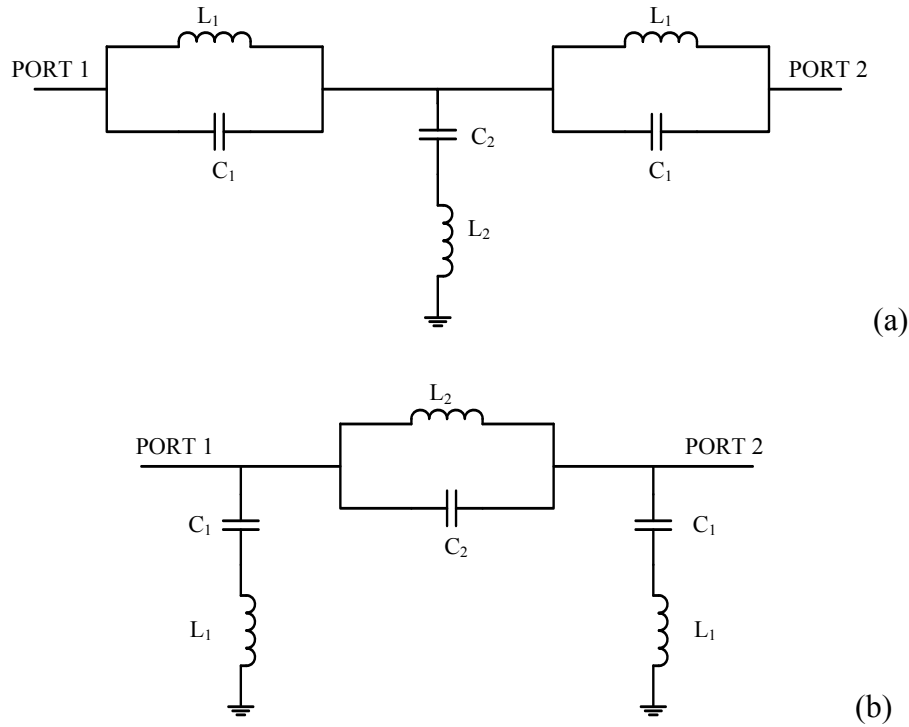 L₁ L₁
PORT 1 PORT 2
C₂
C₁ C₁
L₂
(a)
L₂
PORT 1 PORT 2
C₁ C₁
C₂
L₁ L₁
(b)